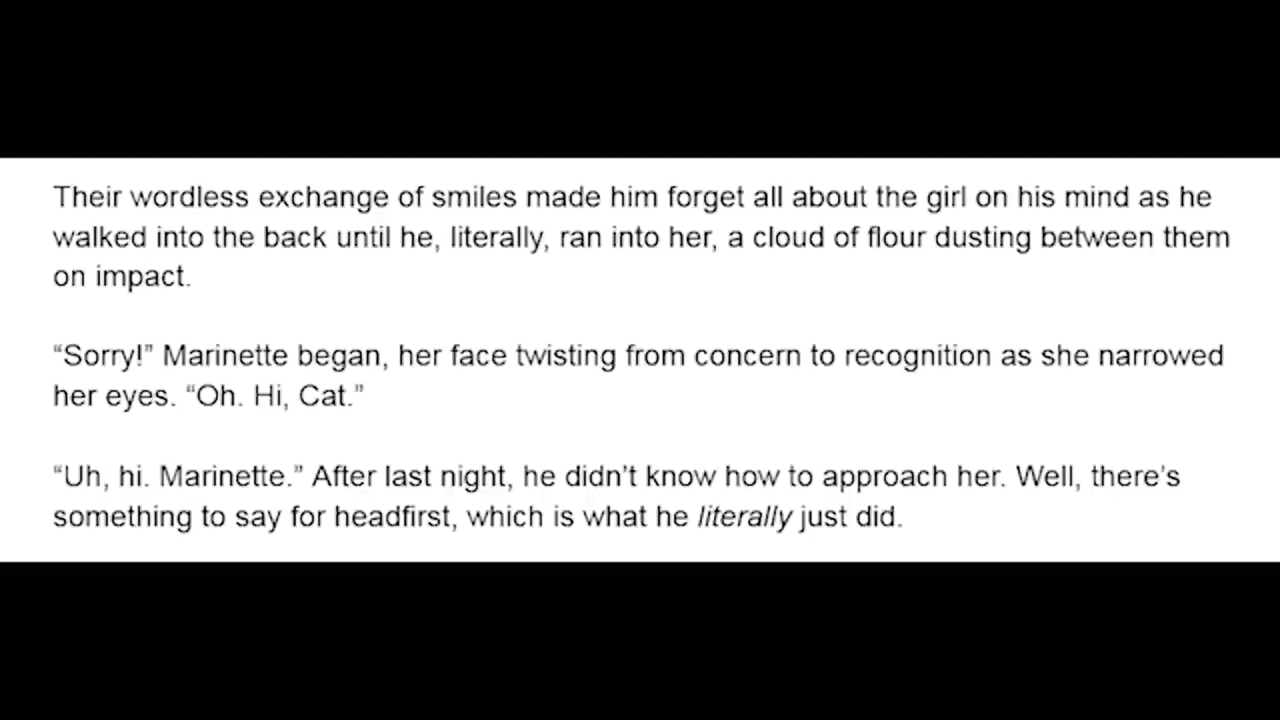 Their wordless exchange of smiles made him forget all about the girl on his mind as he
walked into the back until he, literally, ran into her, a cloud of flour dusting between them
on impact.
“Sorry!” Marinette began, her face twisting from concern to recognition as she narrowed
her eyes. “Oh. Hi, Cat.”
“Uh, hi. Marinette.” After last night, he didn’t know how to approach her. Well, there’s
something to say for headfirst, which is what he literally just did.